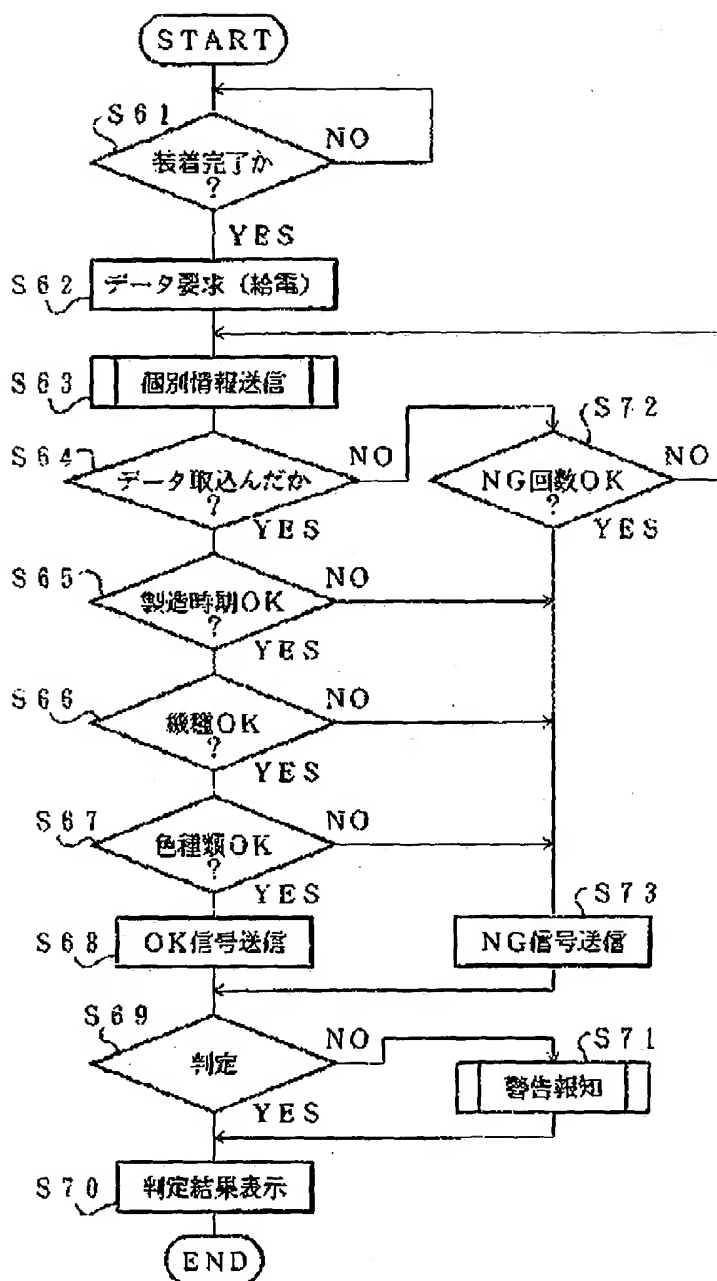 START
S61
装着完了か
?
NO
YES
S62
データ要求(給電)
S63
個別情報送信
S64
データ取込んだか
?
NO
YES
S72
NG回数OK
?
NO
YES
S65
製造時期OK
?
NO
YES
S66
機種OK
?
NO
YES
S67
色種類OK
?
NO
YES
S68
OK信号送信
S73
NG信号送信
S69
判定
NO
YES
S71
警告報知
S70
判定結果表示
END